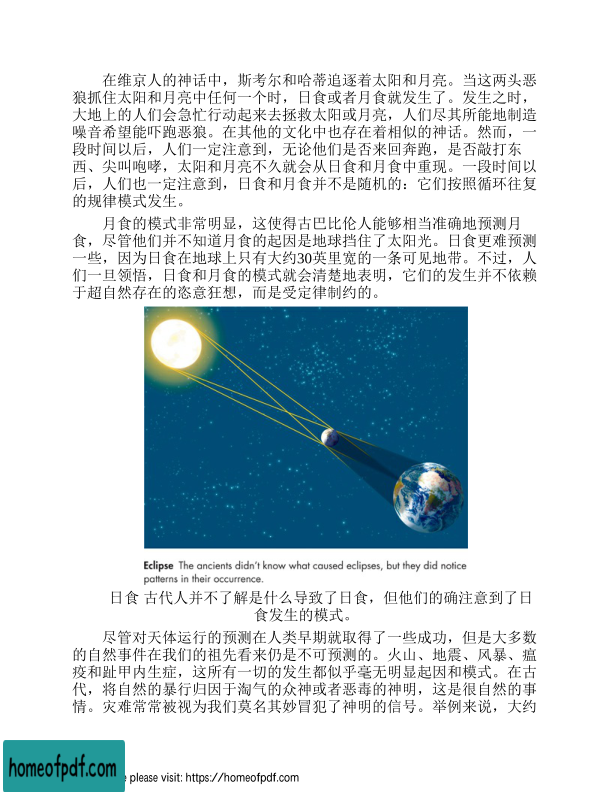 在维京人的神话中，斯考尔和哈蒂追逐着太阳和月亮。当这两头恶
狼抓住太阳和月亮中任何一个时，日食或者月食就发生了。发生之时，
大地上的人们会急忙行动起来去拯救太阳或月亮，人们尽其所能地制造
噪音希望能吓跑恶狼。在其他的文化中也存在着相似的神话。然而，一
段时间以后，人们一定注意到，无论他们是否来回奔跑，是否敲打东
西、尖叫咆哮，太阳和月亮不久就会从日食和月食中重现。一段时间以
后，人们也一定注意到，日食和月食并不是随机的：它们按照循环往复
的规律模式发生。
月食的模式非常明显，这使得古巴比伦人能够相当准确地预测月
食，尽管他们并不知道月食的起因是地球挡住了太阳光。日食更难预测
一些，因为日食在地球上只有大约30英里宽的一条可见地带。不过，人
们一旦领悟，日食和月食的模式就会清楚地表明，它们的发生并不依赖
于超自然存在的恣意狂想，而是受定律制约的。
Eclipse The ancients didn't know what caused eclipses, but they did notice
patterns in their occurrence.
日食 古代人并不了解是什么导致了日食，但他们的确注意到了日
食发生的模式。
尽管对天体运行的预测在人类早期就取得了一些成功，但是大多数
的自然事件在我们的祖先看来仍是不可预测的。火山、地震、风暴、瘟
疫和趾甲内生症，这所有一切的发生都似乎毫无明显起因和模式。在古
代，将自然的暴行归因于淘气的众神或者恶毒的神明，这是很自然的事
情。灾难常常被视为我们莫名其妙冒犯了神明的信号。举例来说，大约
homeofpdf.com
please visit: https://homeofpdf.com